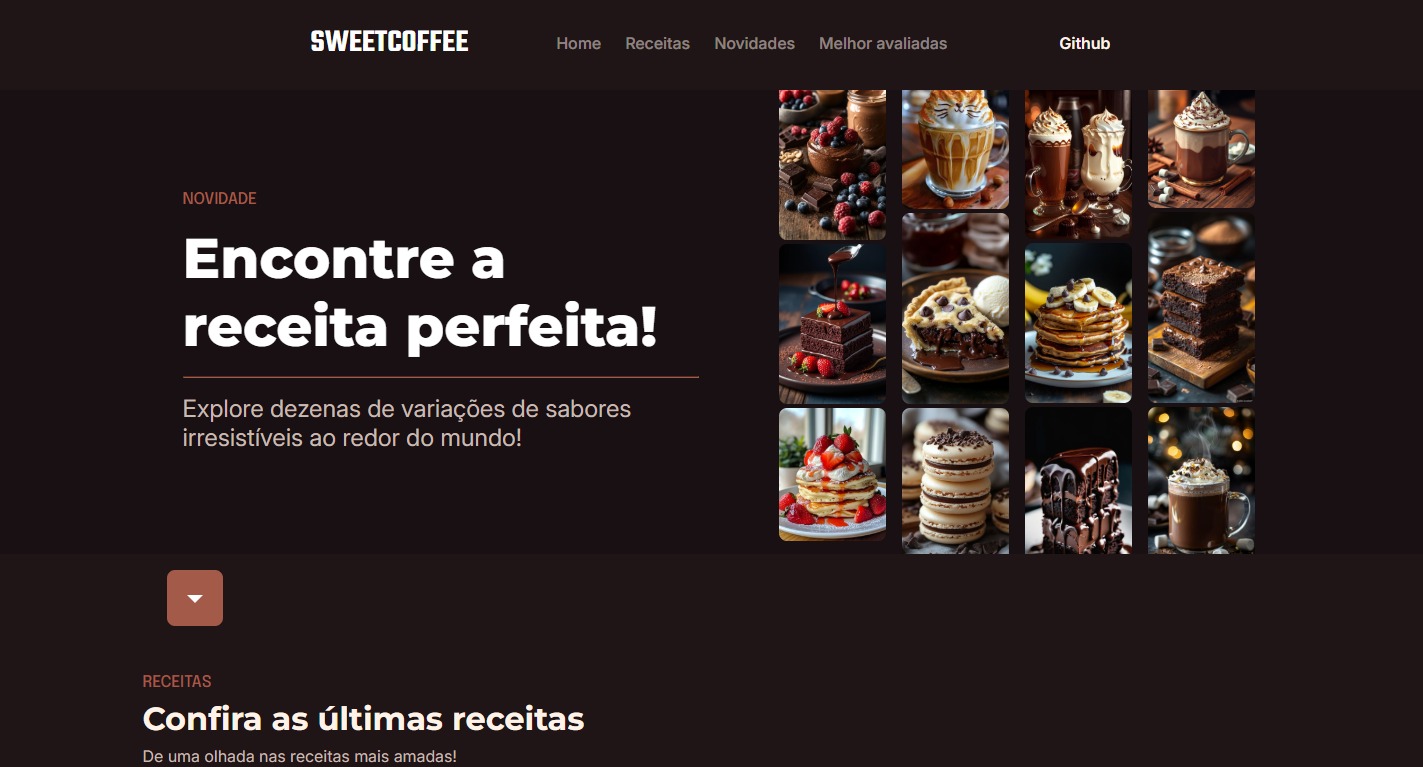 SWEETCOFFEE
Home Receitas Novidades Melhor avaliadas
Github
NOVIDADE
Encontre a
receita perfeita!
Explore dezenas de variações de sabores
irresistíveis ao redor do mundo!
RECEITAS
Confira as últimas receitas
De uma olhada nas receitas mais amadas!